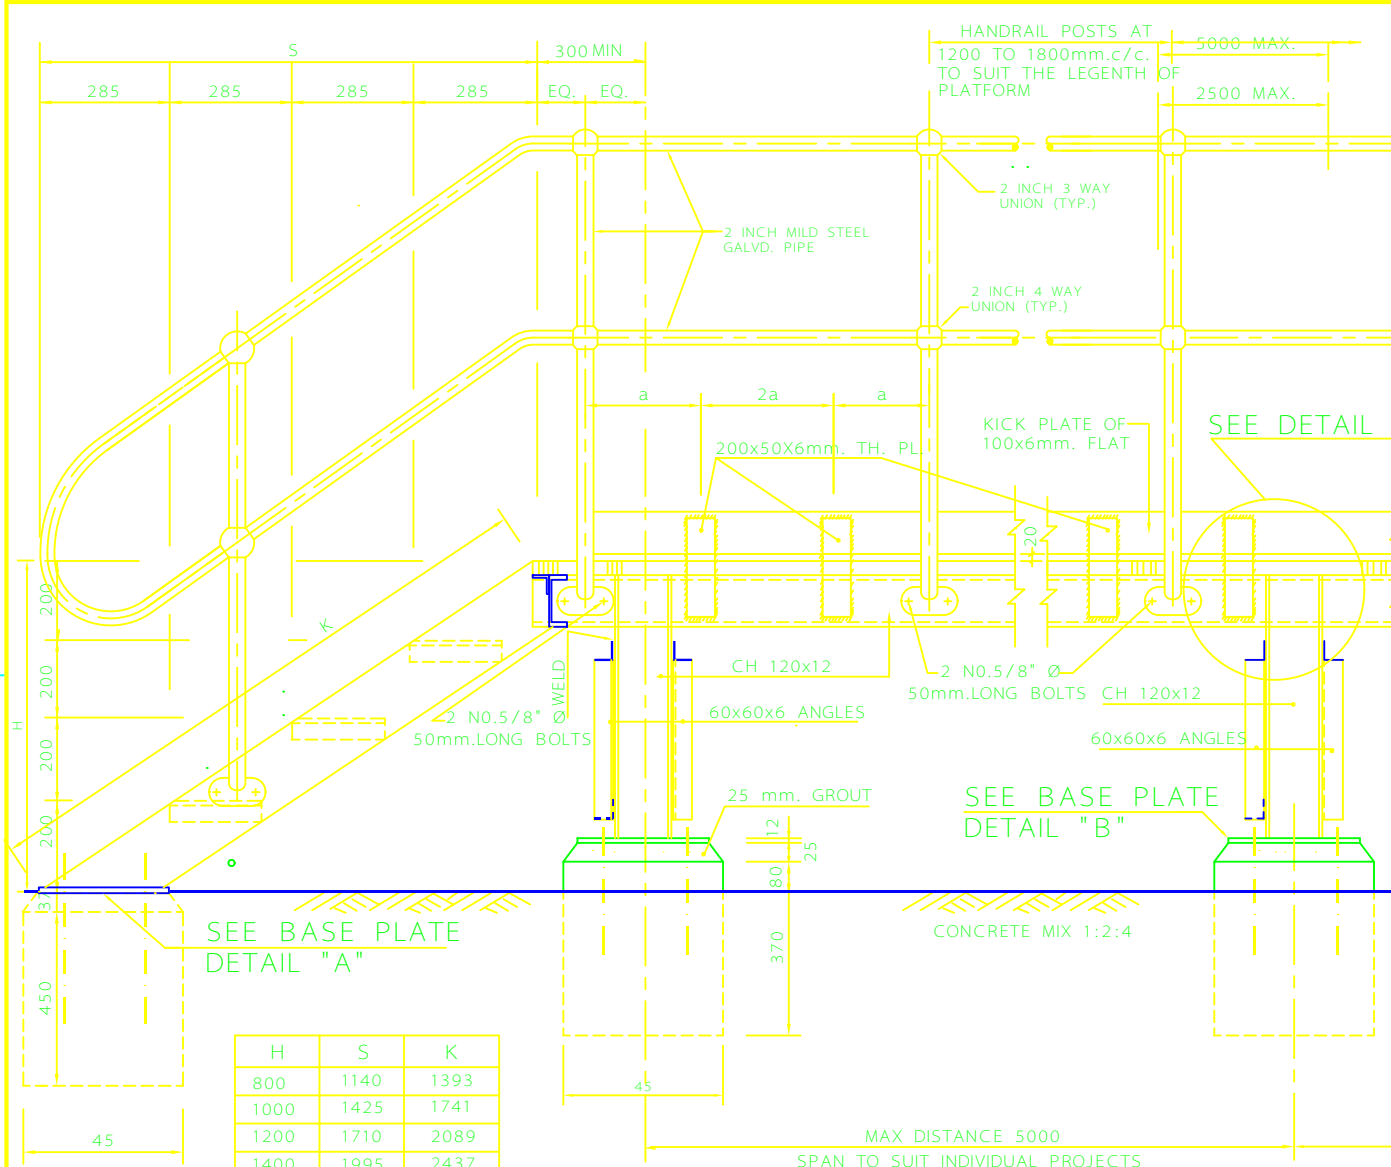 S
300 MIN
HANDRAIL POSTS AT
1200 TO 1800mm.c/c.
TO SUIT THE LEGENTH OF
PLATFORM
5000 MAX.
2500 MAX.
285
285
285
285
EQ.
EQ.
2 INCH 3 WAY
UNION (TYP.)
2 INCH MILD STEEL
GALVD. PIPE
2 INCH 4 WAY
UNION (TYP.)
a
2a
a
KICK PLATE OF
100x6mm. FLAT
SEE DETAIL
200x50X6mm. TH. PL.
20
200
200
200
200
H
K
WELD
CH 120x12
2 N0.5/8" Ø
50mm.LONG BOLTS
CH 120x12
2 N0.5/8" Ø
50mm.LONG BOLTS
60x60x6 ANGLES
60x60x6 ANGLES
25 mm. GROUT
SEE BASE PLATE
DETAIL "B"
12
25
80
370
37
450
SEE BASE PLATE
DETAIL "A"
CONCRETE MIX 1:2:4
H S K
800 1140 1393
1000 1425 1741
1200 1710 2089
1400 1995 2437
45
45
MAX DISTANCE 5000
SPAN TO SUIT INDIVIDUAL PROJECTS